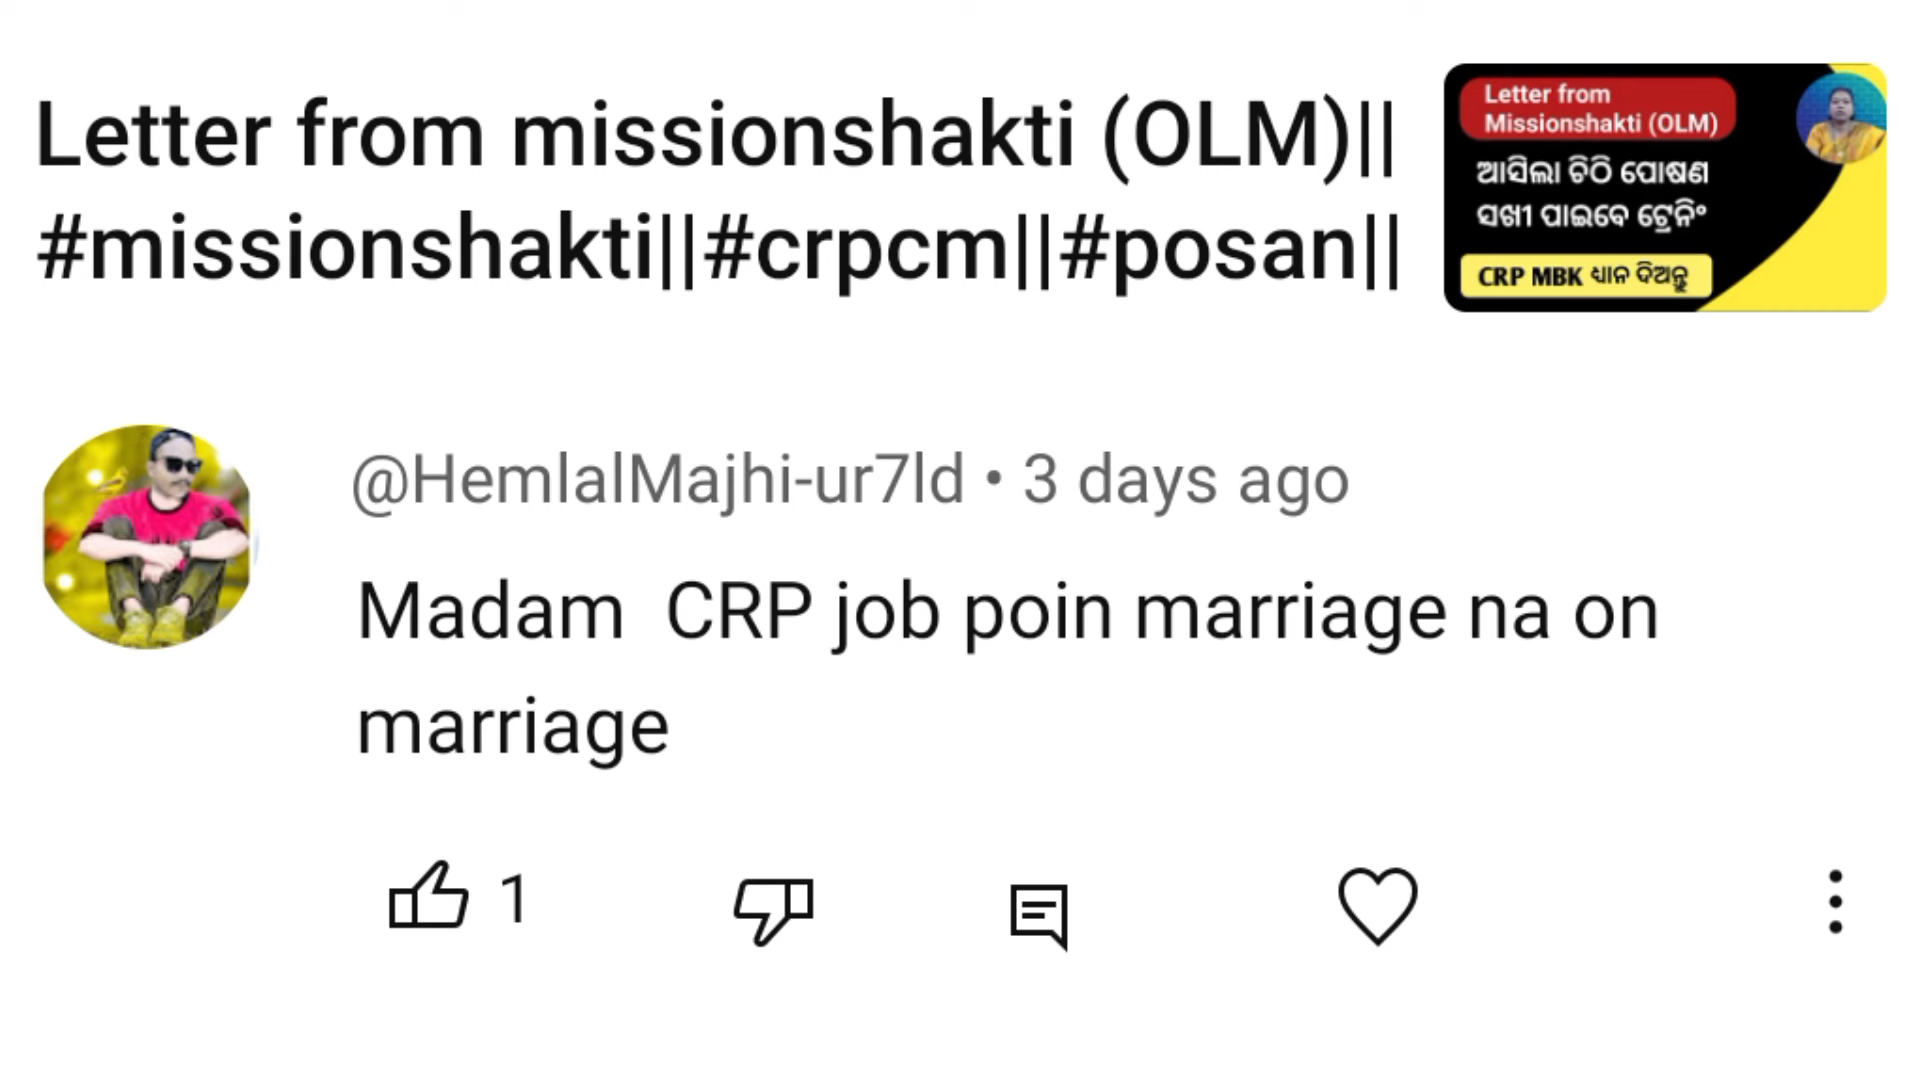 Letter from missionshakti (OLM)||
#missionshakti||#crpcm||#posan||
Letter from
Missionshakti (OLM)
ଆସିଲା ଚିଠି ପୋଷଣ
ସଖୀ ପାଇବେ ଟ୍ରେନିଂ
CRP MBK ଧ୍ୟାନ ଦିଅନ୍ତୁ
@HemlalMajhi-ur7ld • 3 days ago
Madam  CRP job poin marriage na on
marriage
1